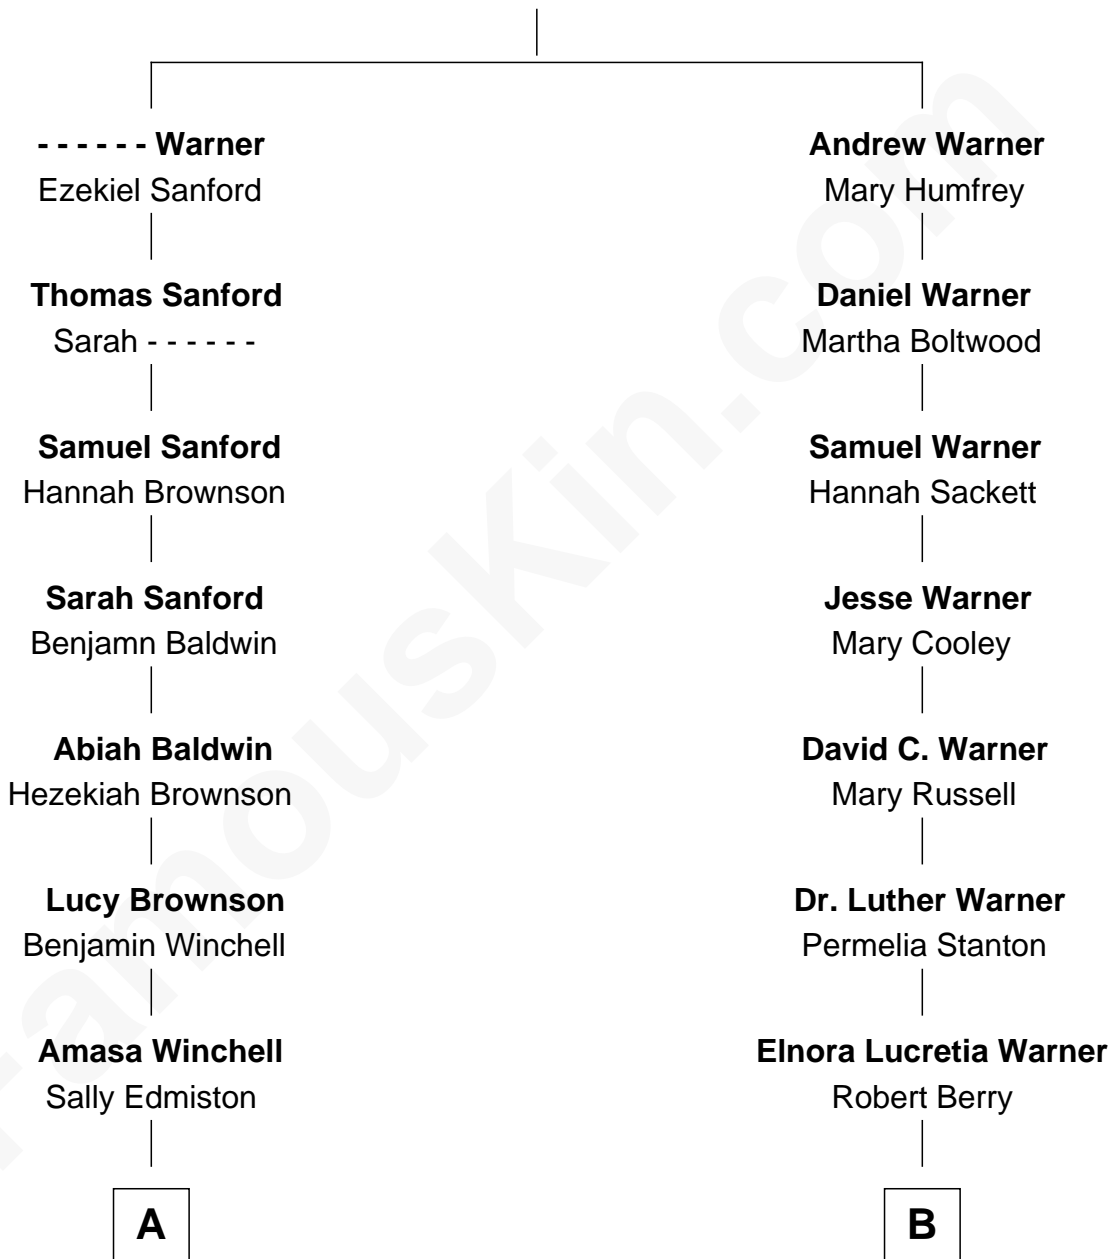 - - - - - - Warner
Ezekiel Sanford
Thomas Sanford
Sarah - - - - - -
Samuel Sanford
Hannah Brownson
Sarah Sanford
Benjamn Baldwin
Abiah Baldwin
Hezekiah Brownson
Lucy Brownson
Benjamin Winchell
Amasa Winchell
Sally Edmiston
A
Andrew Warner
Mary Humfrey
Daniel Warner
Martha Boltwood
Samuel Warner
Hannah Sackett
Jesse Warner
Mary Cooley
David C. Warner
Mary Russell
Dr. Luther Warner
Permelia Stanton
Elnora Lucretia Warner
Robert Berry
B
FamousKin.com